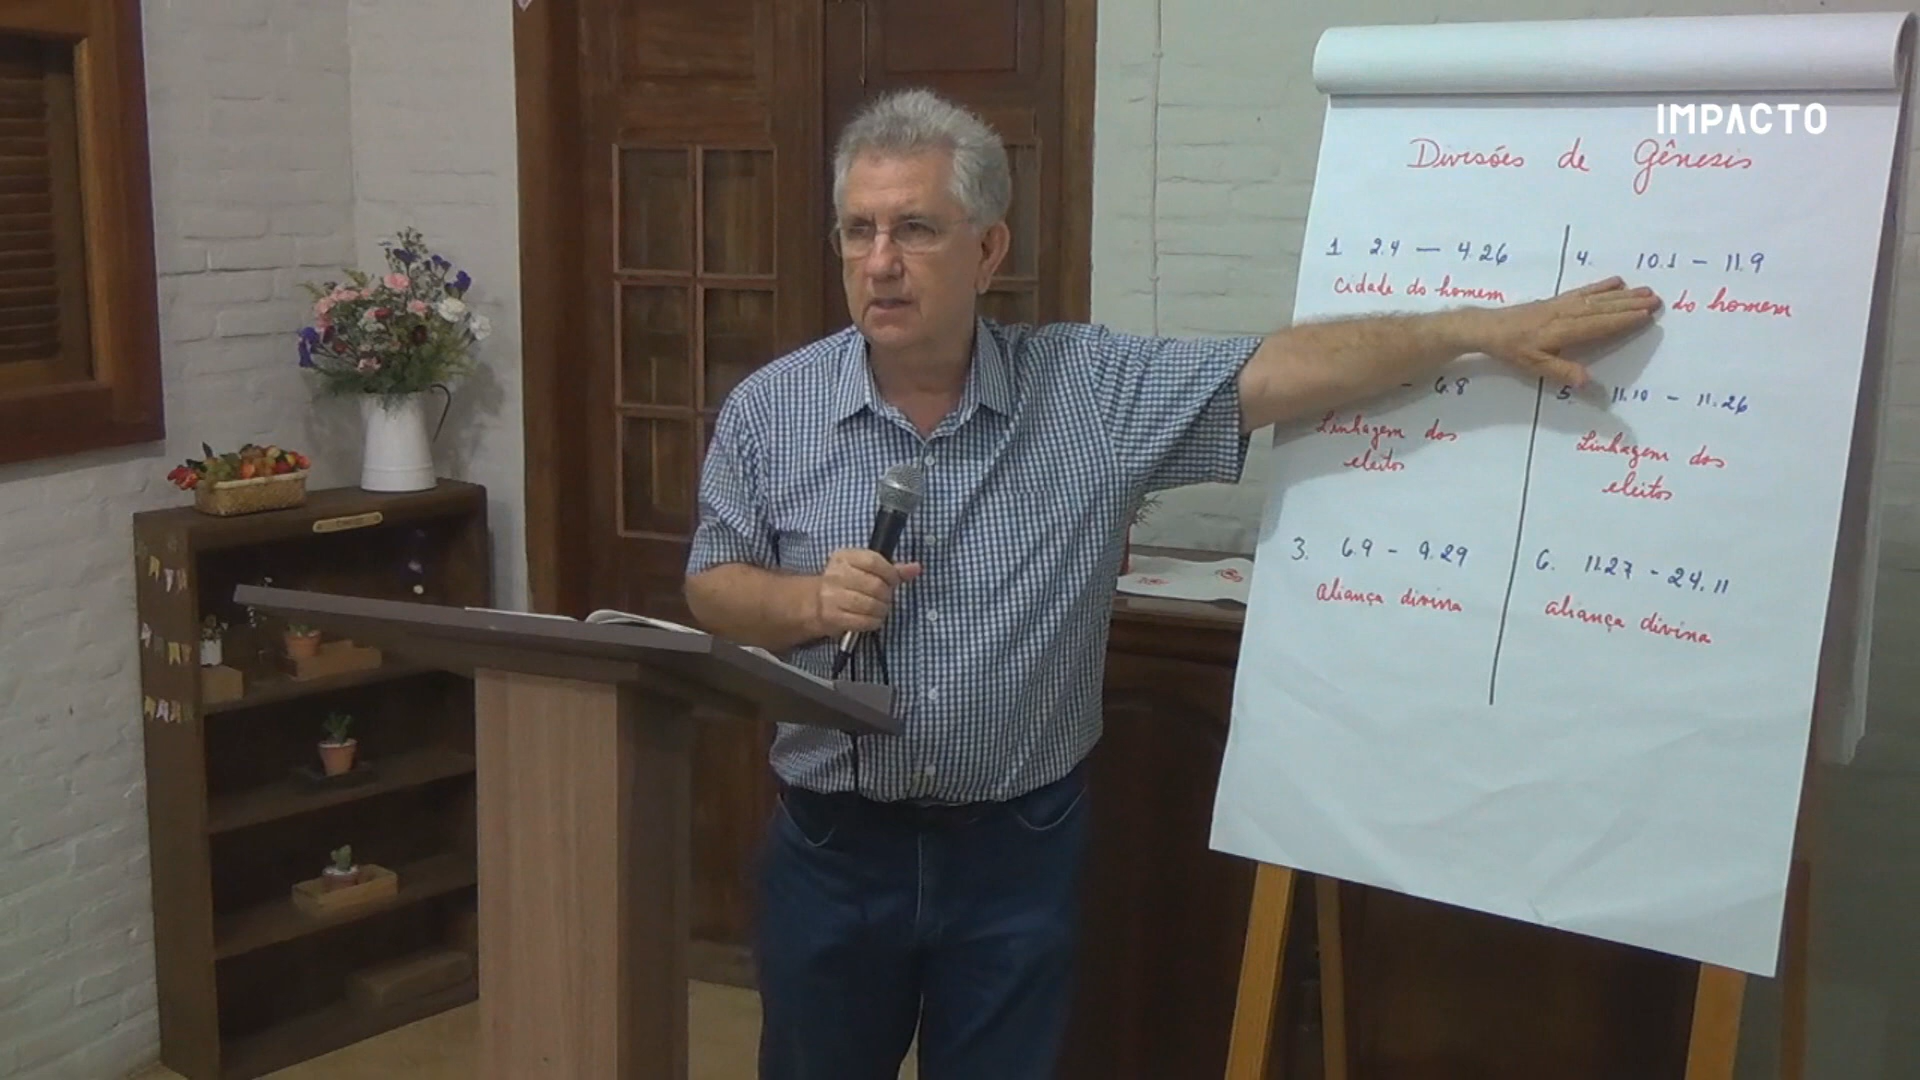 IMPACTO
Divisões de Gênesis
1 2.4 — 4.26
cidade do homem
- 6.8
Linhagem dos
eleitos
3. 6.9 - 9.29
aliança divina
4. 10.1 - 11.9
do homem
5. 11.10 - 11.26
Linhagem dos
eleitos
6. 11.27 - 24.11
aliança divina